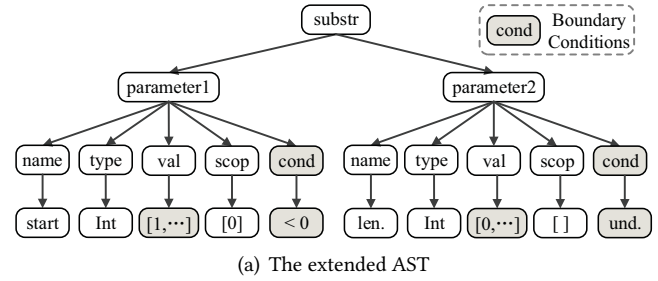 substr
cond
Boundary
Conditions
parameter1
parameter2
name type val scop cond name type val scop cond
start Int [1,⋯] [0] < 0 len. Int [0,⋯] [ ] und.
(a) The extended AST